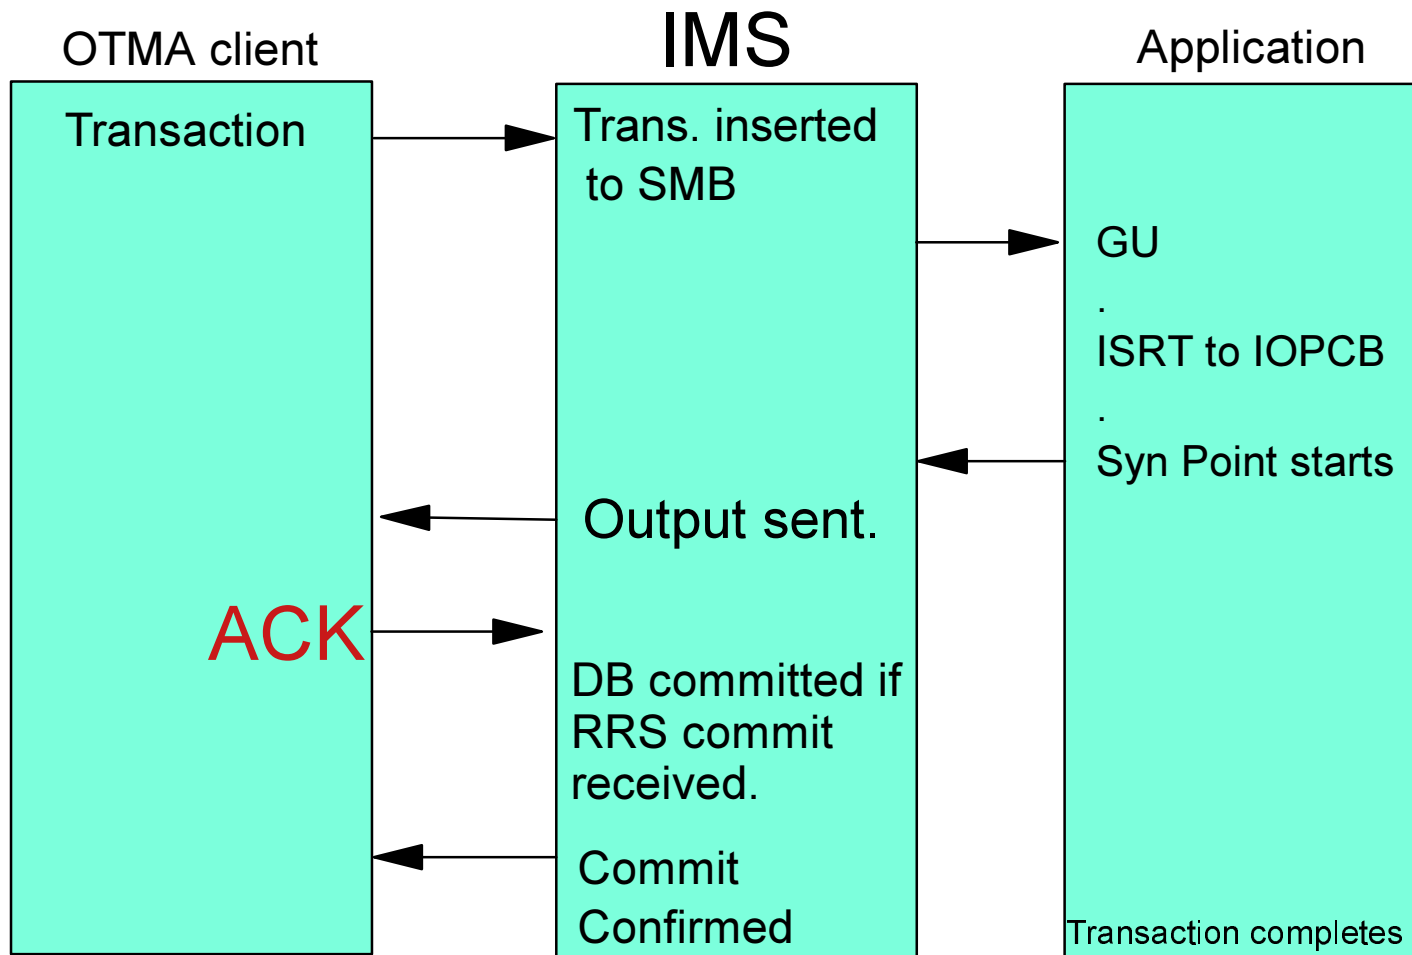 OTMA client
IMS
Application
Transaction
Trans. inserted
to SMB
GU
.
ISRT to IOPCB
.
Syn Point starts
Output sent.
ACK
DB committed if
RRS commit
received.
Commit
Confirmed
Transaction completes